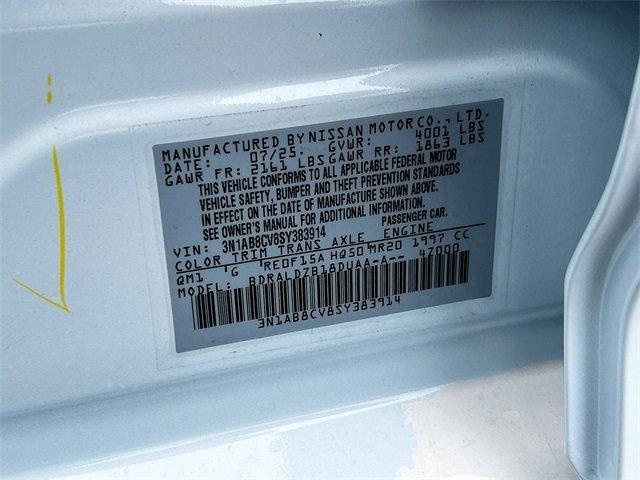 MANUFACTURED BY NISSAN MOTOR CO., LTD.
DATE: 07/25 GVWR: 4001 LBS
GAWR FR: 2161 LBS GAWR RR: 1863 LBS
THIS VEHICLE CONFORMS TO ALL APPLICABLE FEDERAL MOTOR
VEHICLE SAFETY, BUMPER AND THEFT PREVENTION STANDARDS
IN EFFECT ON THE DATE OF MANUFACTURE SHOWN ABOVE.
SEE OWNER'S MANUAL FOR ADDITIONAL INFORMATION.
VIN: 3N1AB8CV8SY383914 PASSENGER CAR.
COLOR TRIM TRANS AXLE ENGINE
QM1 G RE0F15A HQ50 MR20 1997 CC
MODEL: BDRALDZB18DUAA-A-- 47000
3N1AB8CV8SY383914